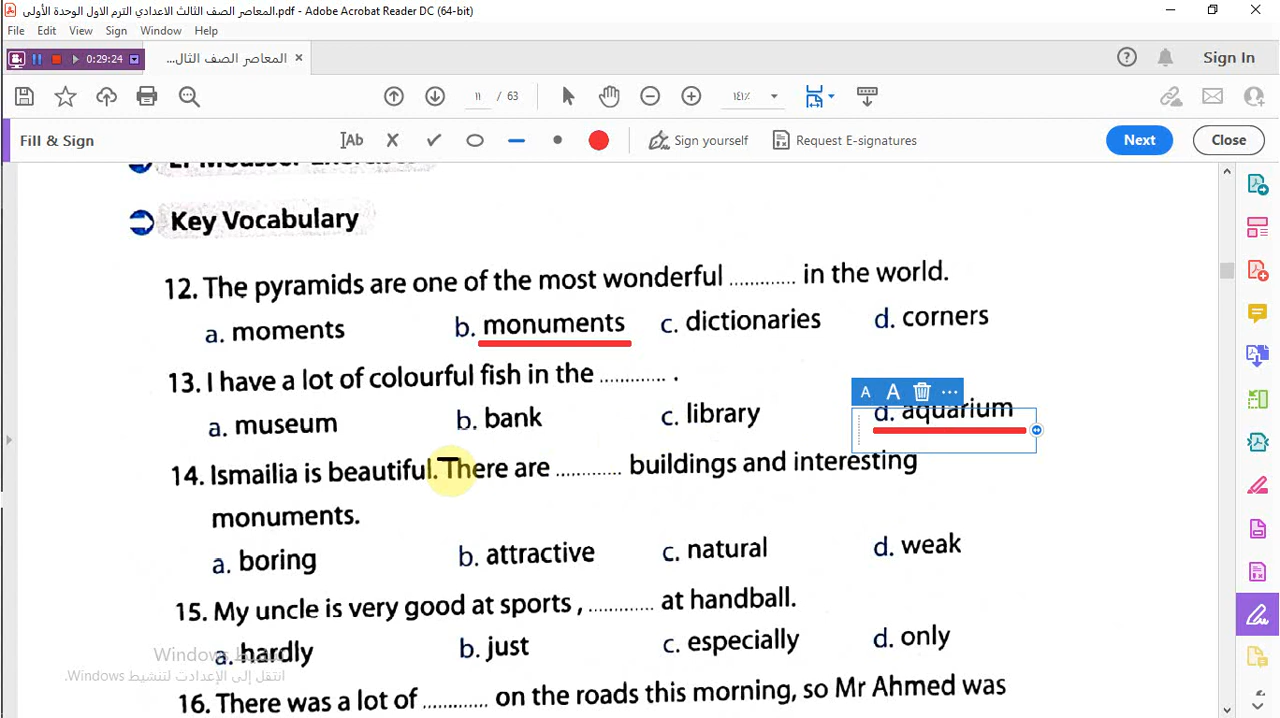 المعاصر الصف الثالث الاعدادي الترم الاول الوحدة الأولى.pdf - Adobe Acrobat Reader DC (64-bit)
File Edit View Sign Window Help
0:29:24
المعاصر الصف الثال...
Sign In
١١ / 63
١٤١٪
Fill & Sign
Ab
Sign yourself
Request E-signatures
Next
Close
Key Vocabulary
12. The pyramids are one of the most wonderful ............. in the world.
a. moments b. monuments c. dictionaries d. corners
13. I have a lot of colourful fish in the ............. .
a. museum b. bank c. library d. aquarium
A A
14. Ismailia is beautiful. There are ............. buildings and interesting
monuments.
a. boring b. attractive c. natural d. weak
15. My uncle is very good at sports , ............. at handball.
a. hardly b. just c. especially d. only
تنشيط Windows
انتقل إلى الإعدادات لتنشيط Windows.
16. There was a lot of ............. on the roads this morning, so Mr Ahmed was